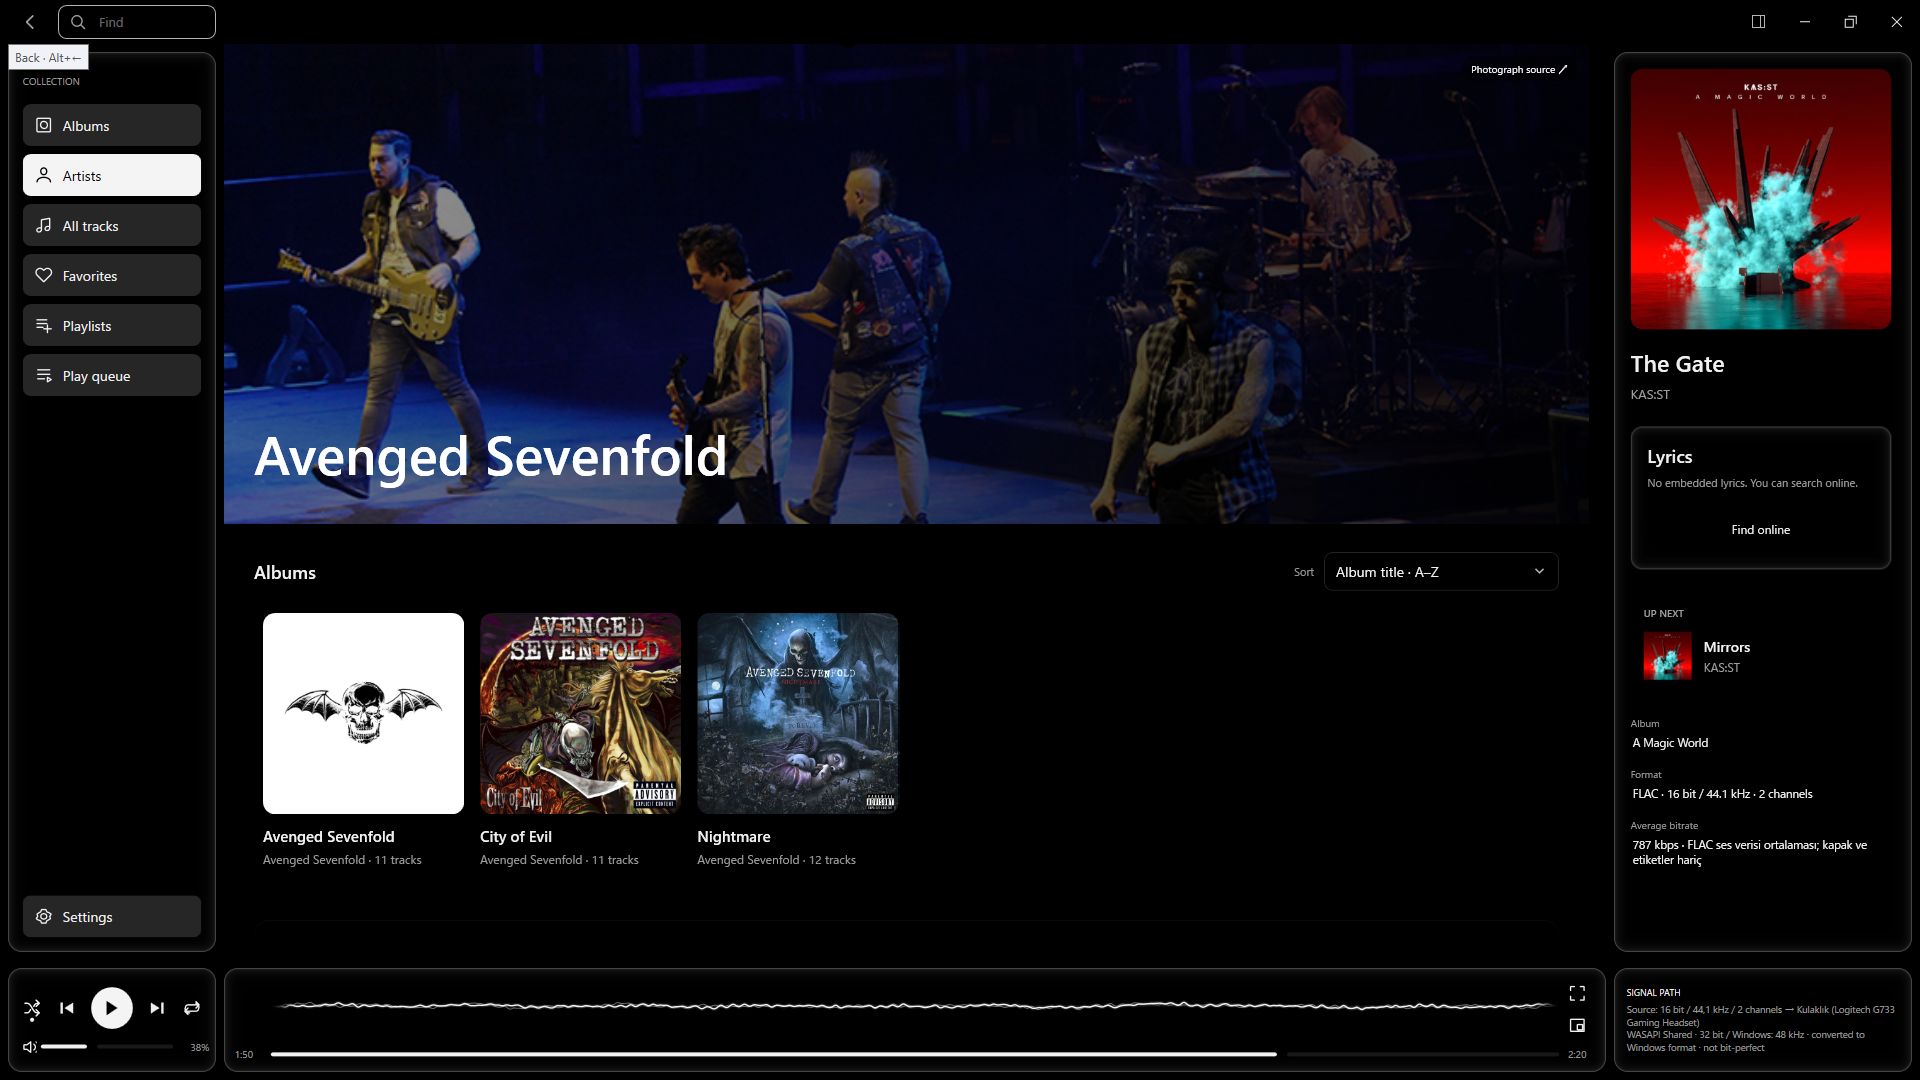 Find
Back · Alt+←
COLLECTION
Albums
Artists
All tracks
Favorites
Playlists
Play queue
Settings
Photograph source
Avenged Sevenfold
Albums
Sort
Album title · A–Z
AVENGED
SEVENFOLD
City of Evil
PARENTAL
ADVISORY
EXPLICIT CONTENT
AVENGED SEVENFOLD
NIGHTMARE
ADVISORY
Avenged Sevenfold
Avenged Sevenfold · 11 tracks
City of Evil
Avenged Sevenfold · 11 tracks
Nightmare
Avenged Sevenfold · 12 tracks
KAS:ST
A MAGIC WORLD
The Gate
KAS:ST
Lyrics
No embedded lyrics. You can search online.
Find online
UP NEXT
Mirrors
KAS:ST
Album
A Magic World
Format
FLAC · 16 bit / 44.1 kHz · 2 channels
Average bitrate
787 kbps · FLAC ses verisi ortalaması; kapak ve
etiketler hariç
38%
1:50
2:20
SIGNAL PATH
Source: 16 bit / 44,1 kHz / 2 channels — Kulaklık (Logitech G733
Gaming Headset)
WASAPI Shared · 32 bit / Windows: 48 kHz · converted to
Windows format · not bit-perfect